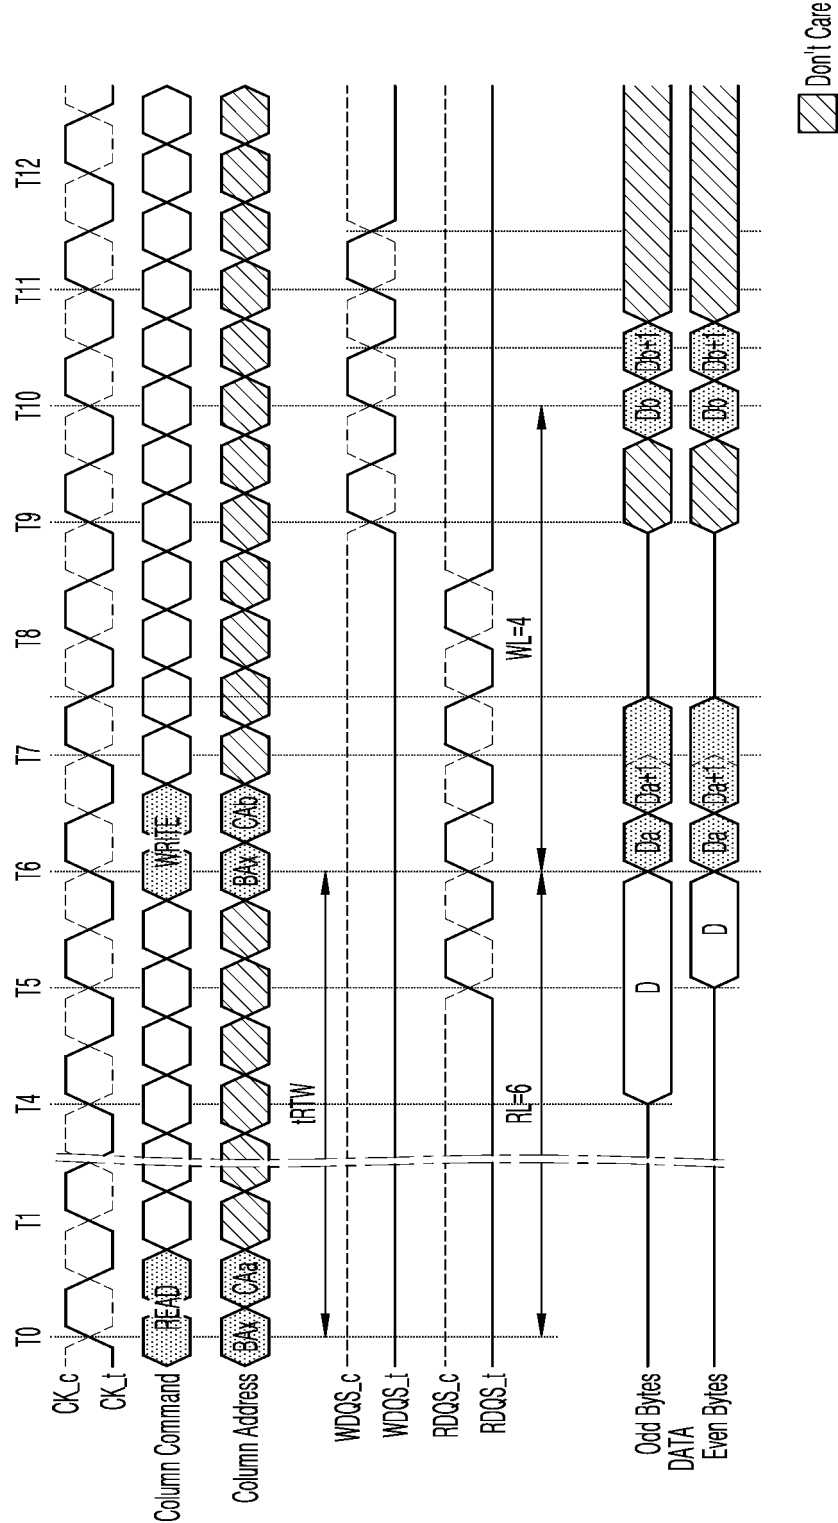 T0 T1 T4 T5 T6 T7 T8 T9 T10 T11 T12
CK_c
CK_t
Column Command READ WRITE
Column Address BAx CAa BAx CAb
tRTW
WDQS_c
WDQS_t
RDQS_c
RDQS_t
RL=6 WL=4
Odd Bytes D Da Da+1 Db Db+1
DATA
Even Bytes D Da Da+1 Db Db+1
Don't Care